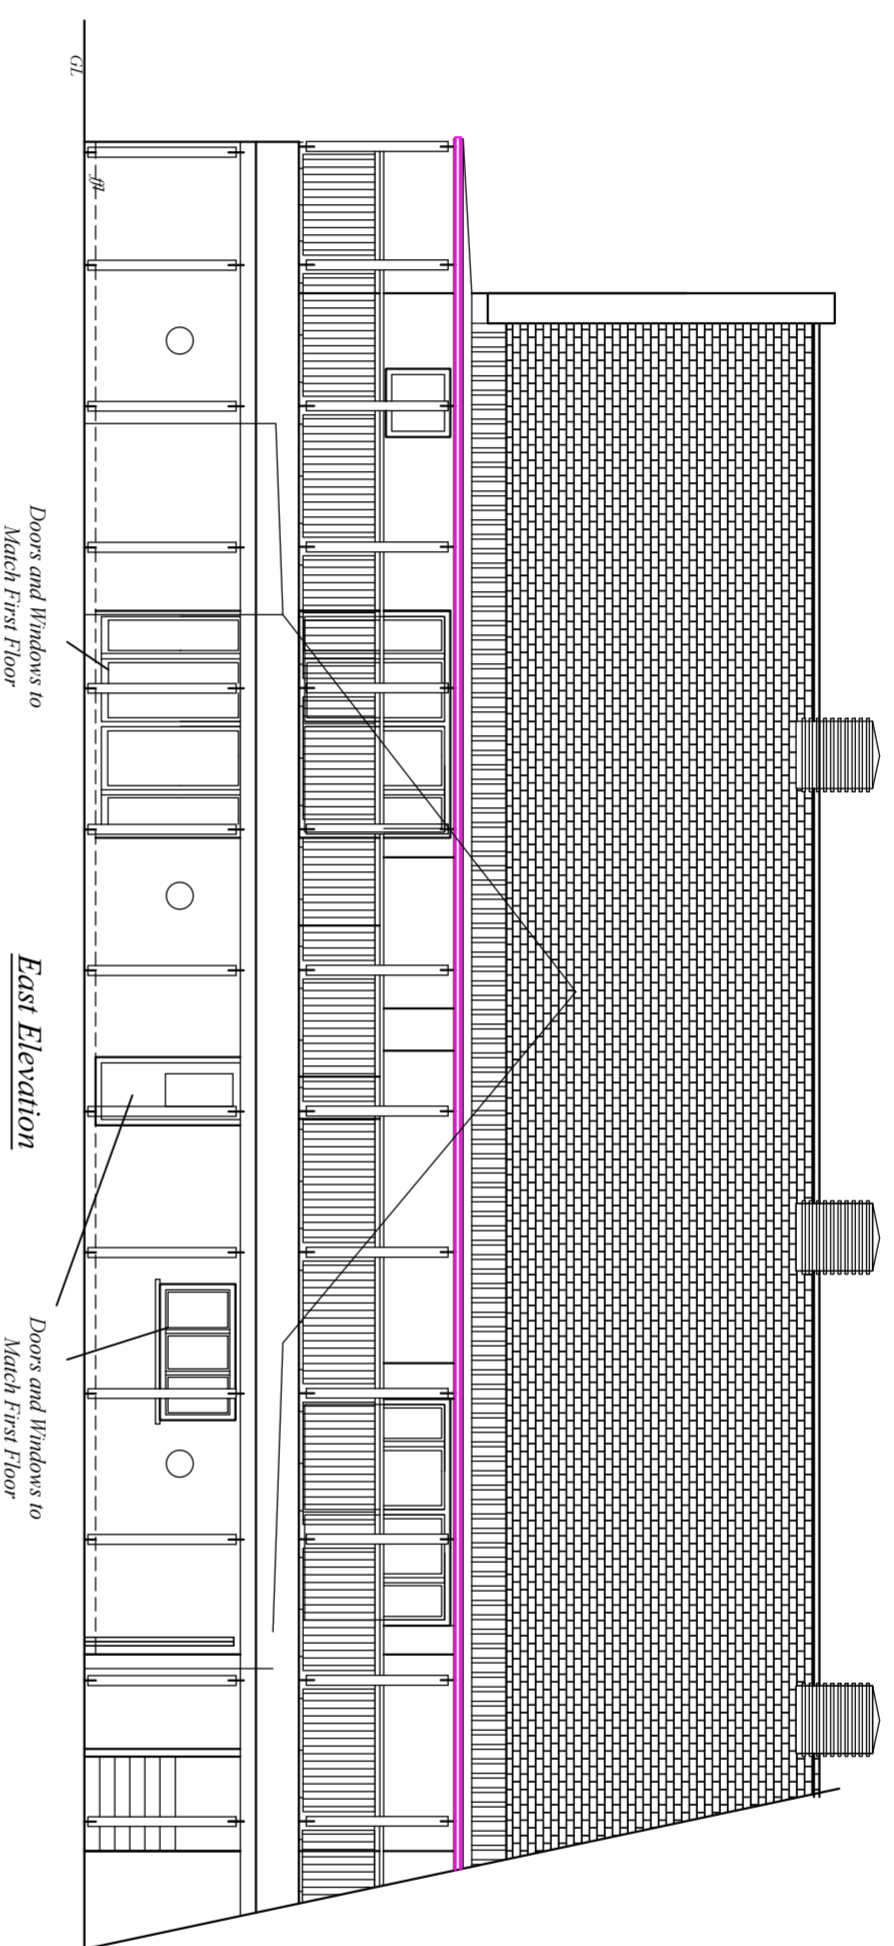 GL
ffl
Doors and Windows to
Match First Floor
East Elevation
Doors and Windows to
Match First Floor